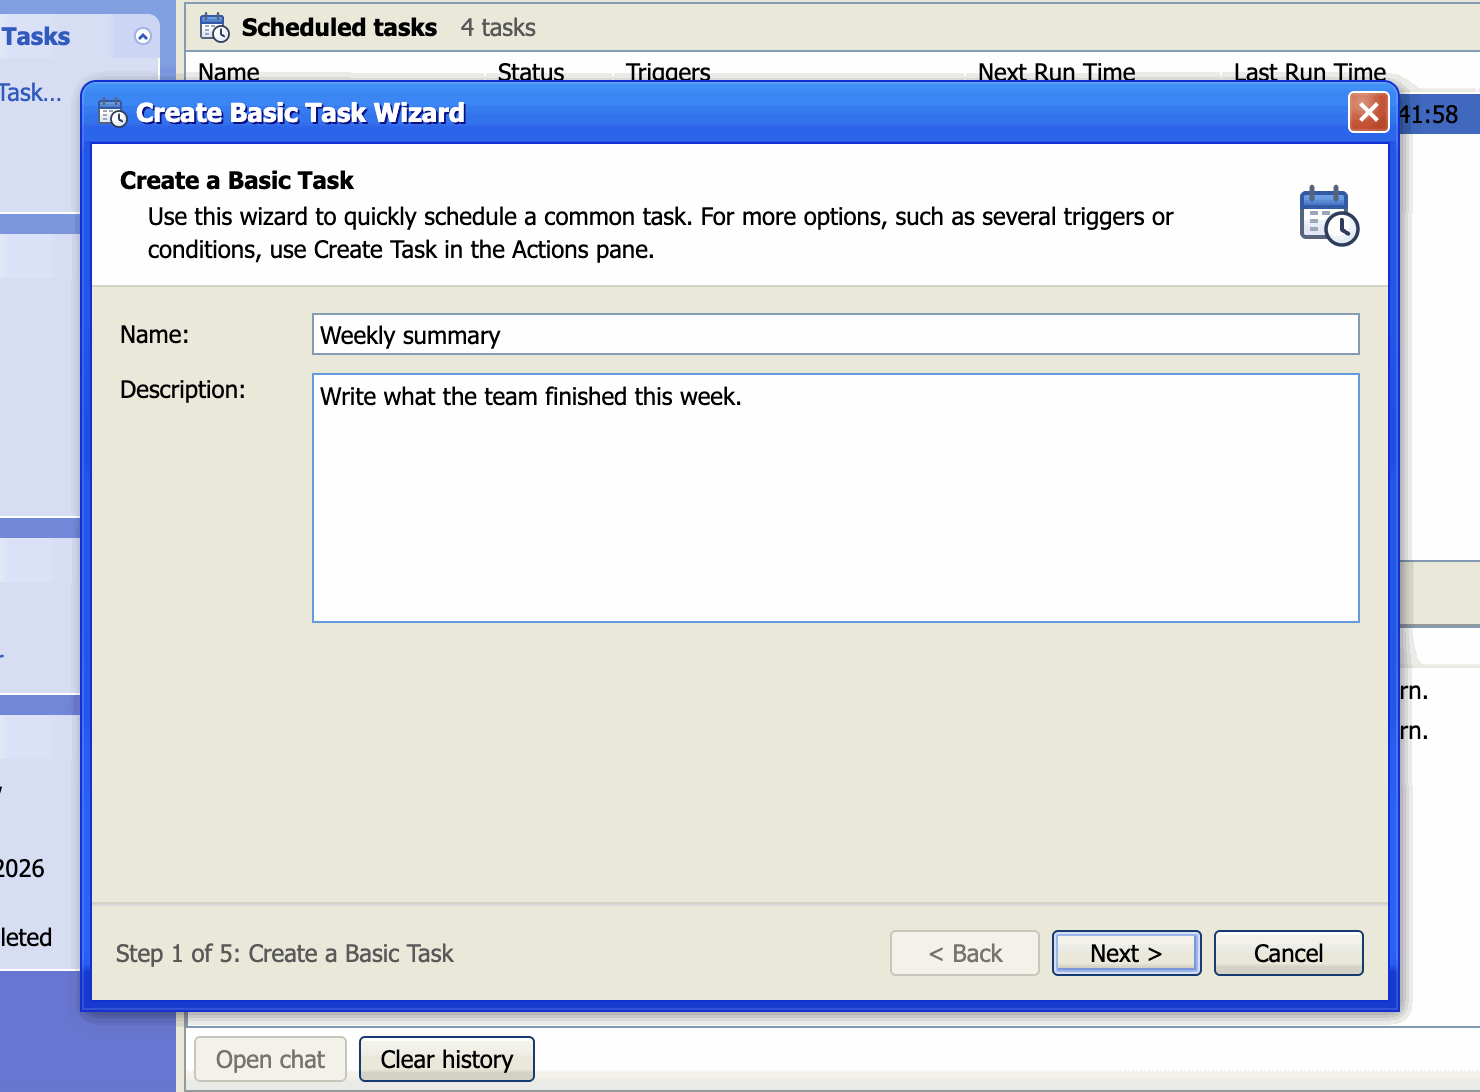 Tasks
Task...
Scheduled tasks 4 tasks
Name Status Triggers Next Run Time Last Run Time
41:58
Create Basic Task Wizard
Create a Basic Task
Use this wizard to quickly schedule a common task. For more options, such as several triggers or
conditions, use Create Task in the Actions pane.
Name: Weekly summary
Description: Write what the team finished this week.
rn.
rn.
2026
leted
Step 1 of 5: Create a Basic Task
< Back Next > Cancel
Open chat Clear history